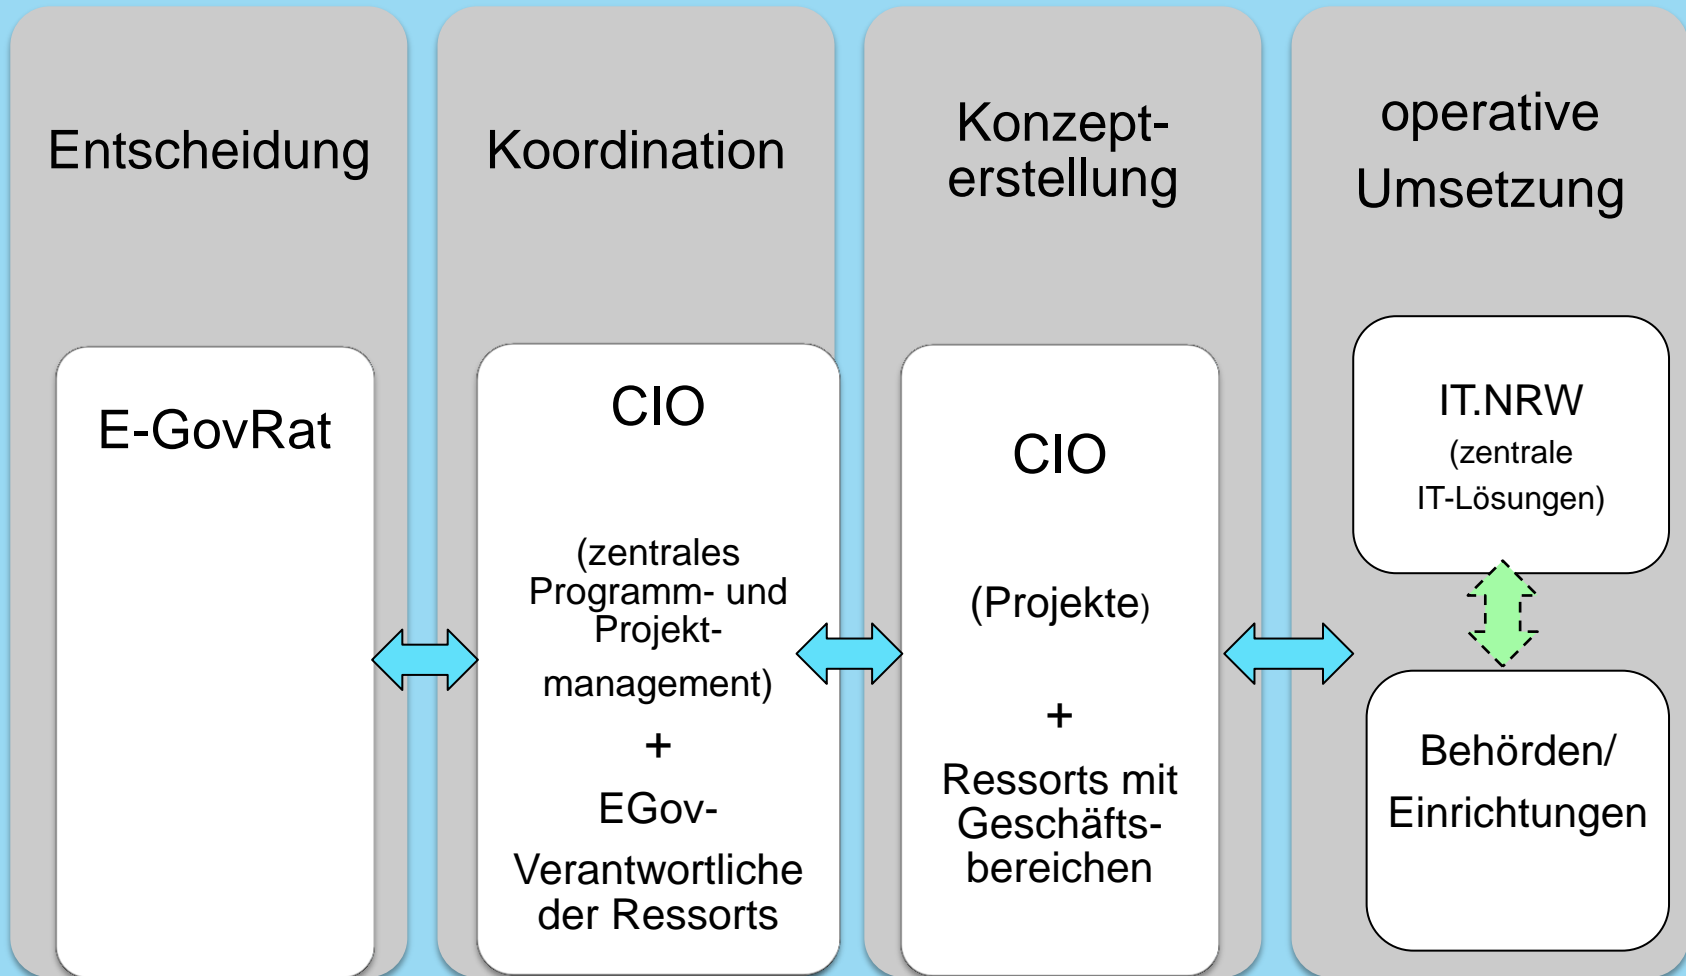 Entscheidung
E-GovRat
Koordination
CIO
(zentrales
Programm- und
Projekt-
management)
+
EGov-
Verantwortliche
der Ressorts
Konzept-
erstellung
CIO
(Projekte)
+
Ressorts mit
Geschäfts-
bereichen
operative
Umsetzung
IT.NRW
(zentrale
IT-Lösungen)
Behörden/
Einrichtungen